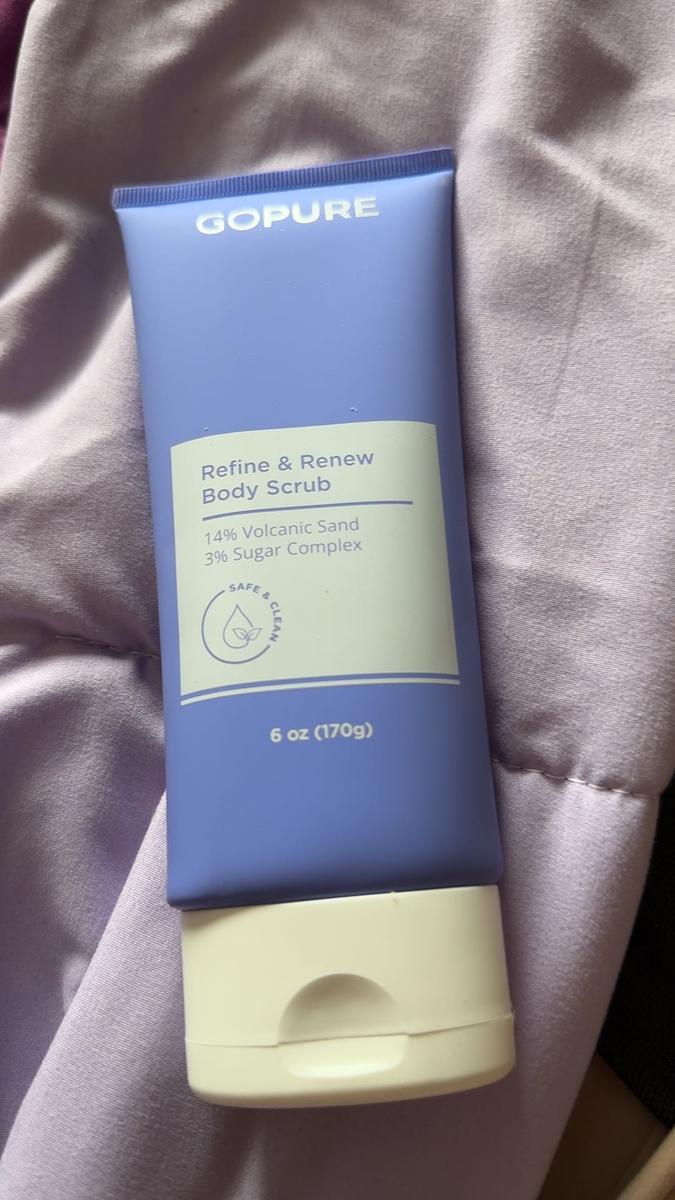 GOPURE
Refine & Renew
Body Scrub
14% Volcanic Sand
3% Sugar Complex
SAFE & CLEAN
6 oz (170g)